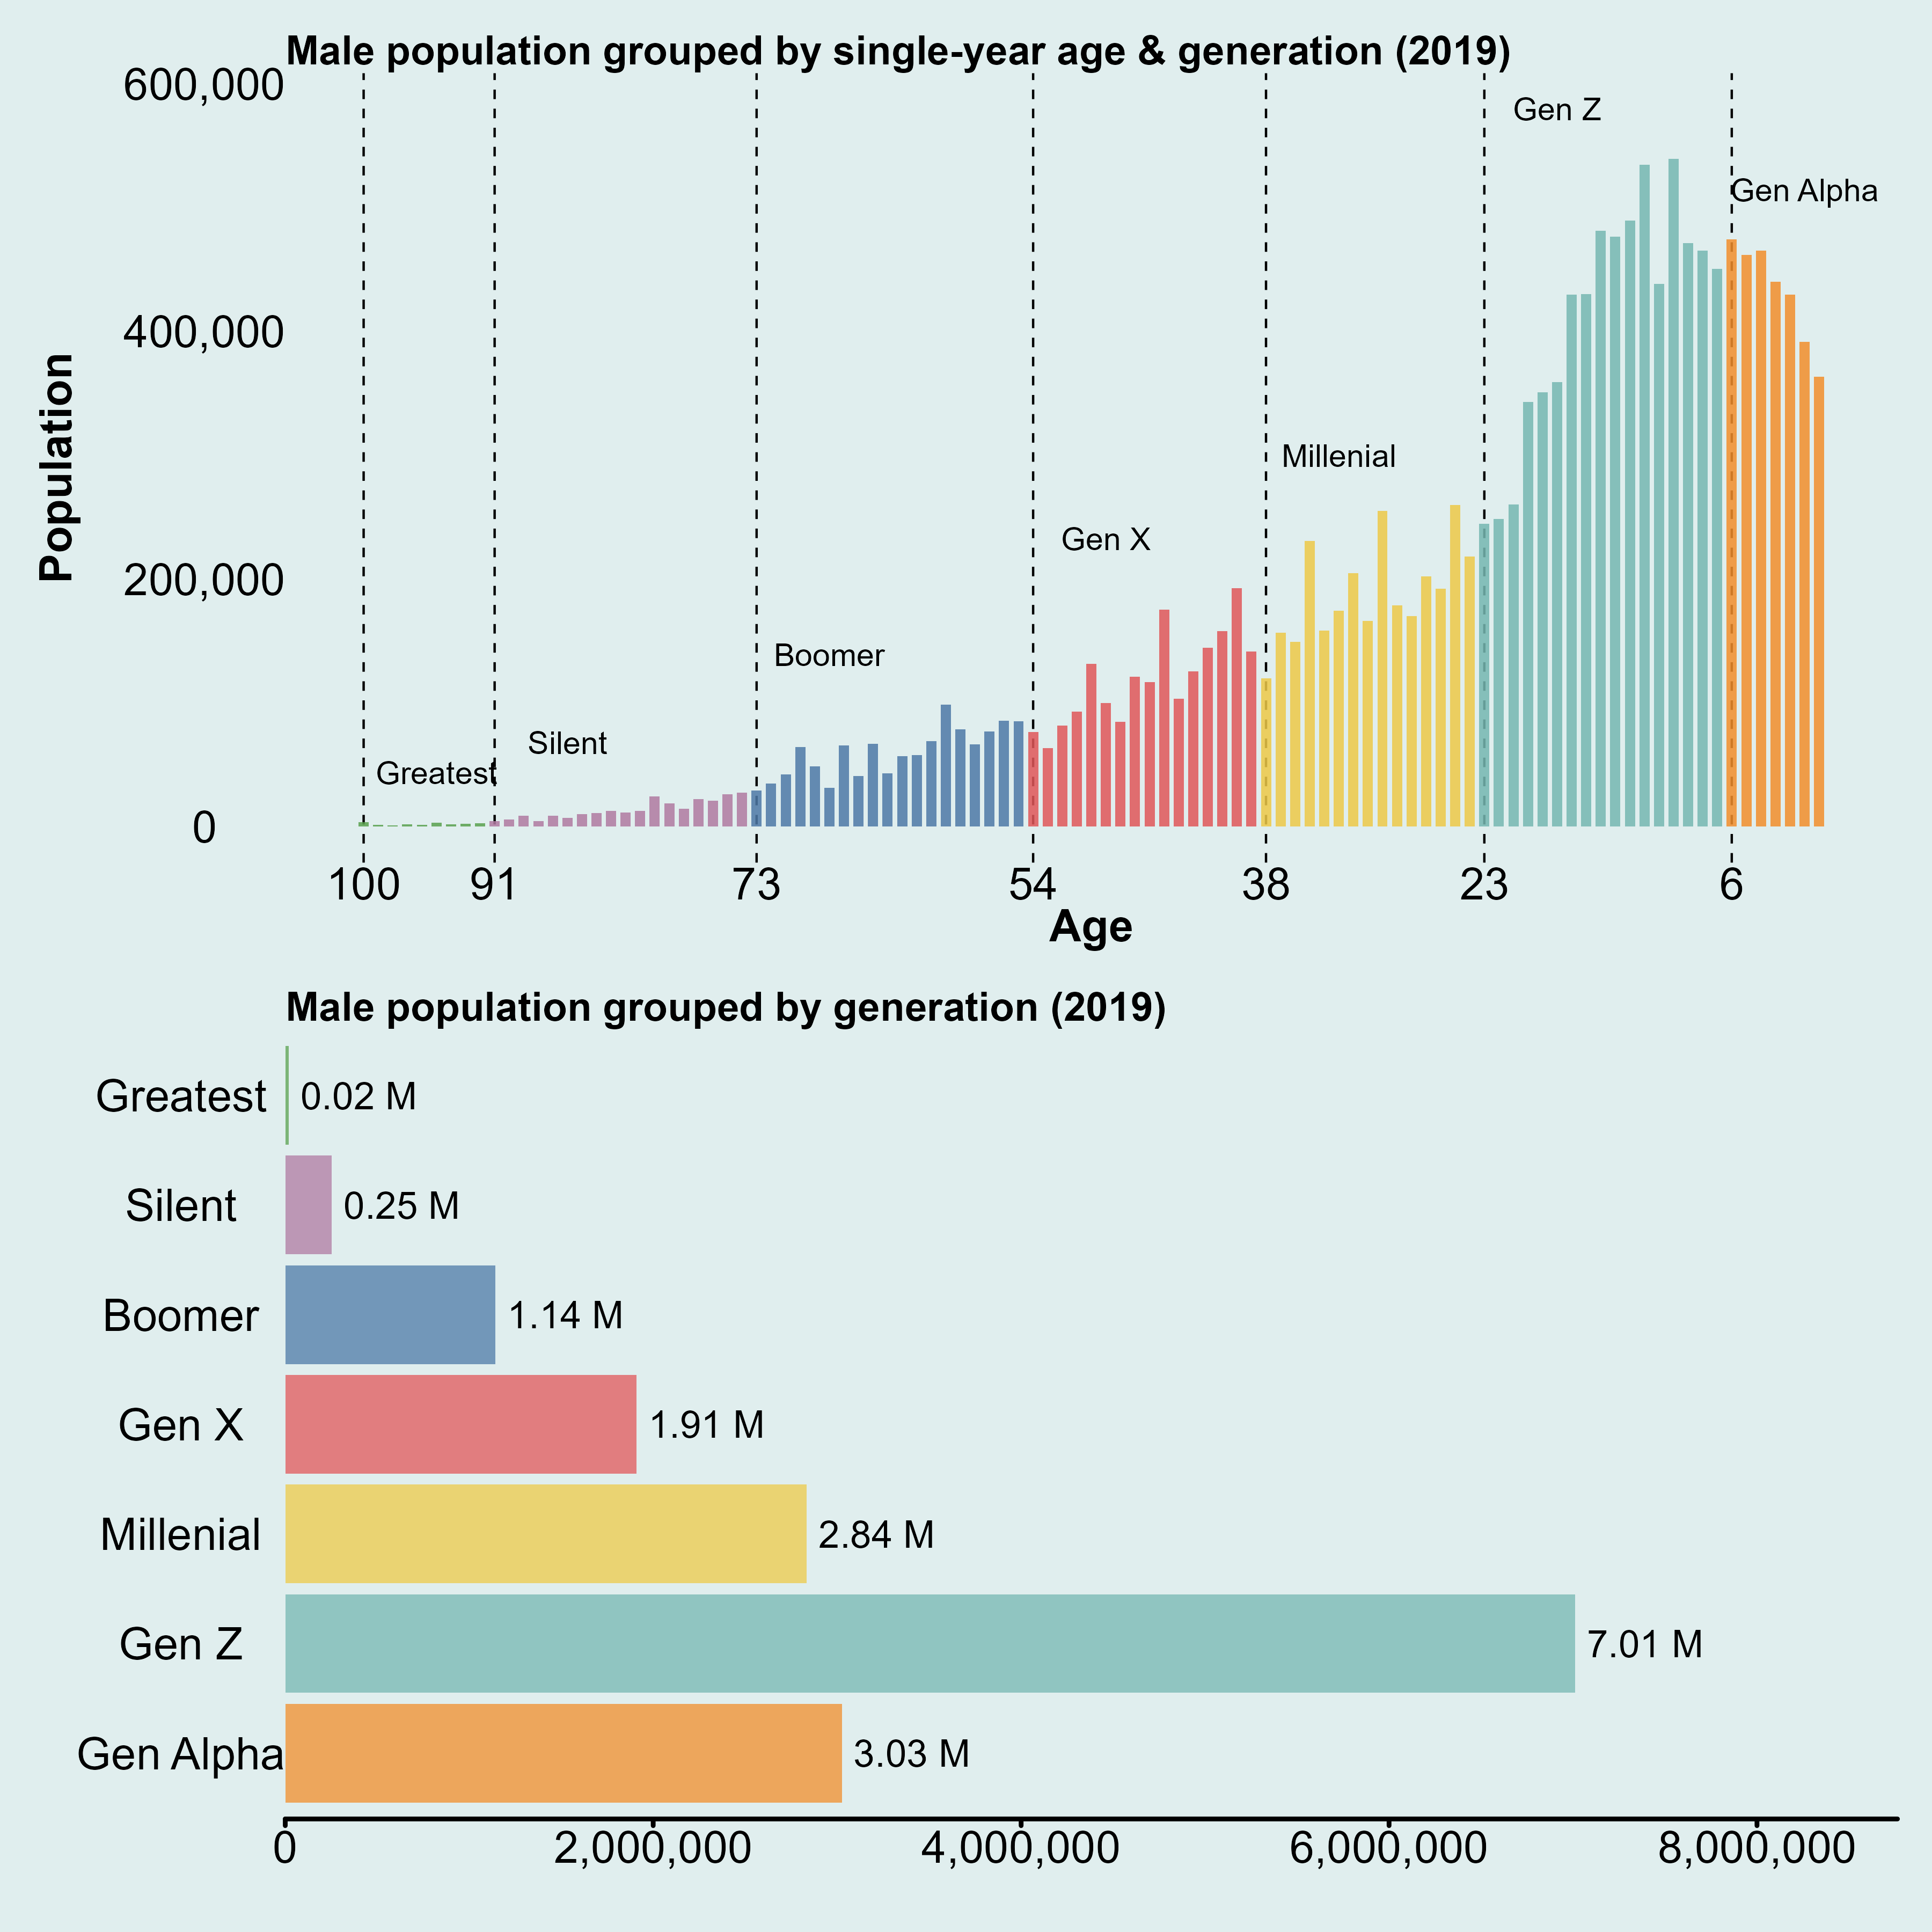 Male population grouped by single-year age & generation (2019)
600,000
Gen Z
Gen Alpha
400,000
Population
Millenial
Gen X
200,000
Boomer
Silent
Greatest
0
100 91 73 54 38 23 6
Age
Male population grouped by generation (2019)
Greatest 0.02 M
Silent 0.25 M
Boomer 1.14 M
Gen X 1.91 M
Millenial 2.84 M
Gen Z 7.01 M
Gen Alpha 3.03 M
0 2,000,000 4,000,000 6,000,000 8,000,000